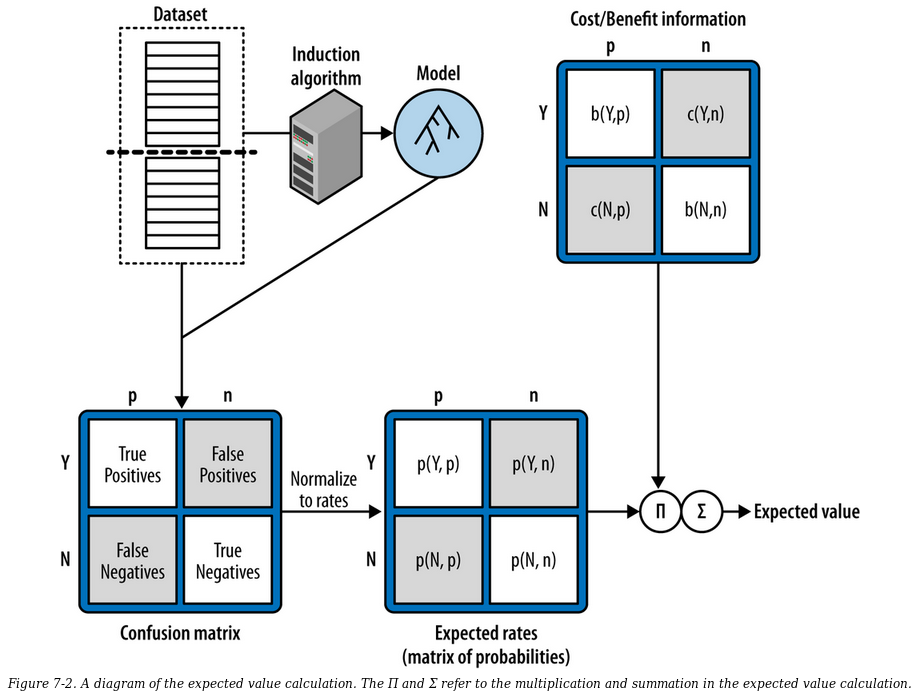 Dataset
Induction
algorithm
Model
Cost/Benefit information
p n
Y b(Y,p) c(Y,n)
N c(N,p) b(N,n)
p n
Y True
Positives False
Positives
N False
Negatives True
Negatives
Confusion matrix
Normalize
to rates
p n
Y p(Y, p) p(Y, n)
N p(N, p) p(N, n)
Expected rates
(matrix of probabilities)
Π Σ Expected value
Figure 7-2. A diagram of the expected value calculation. The Π and Σ refer to the multiplication and summation in the expected value calculation.